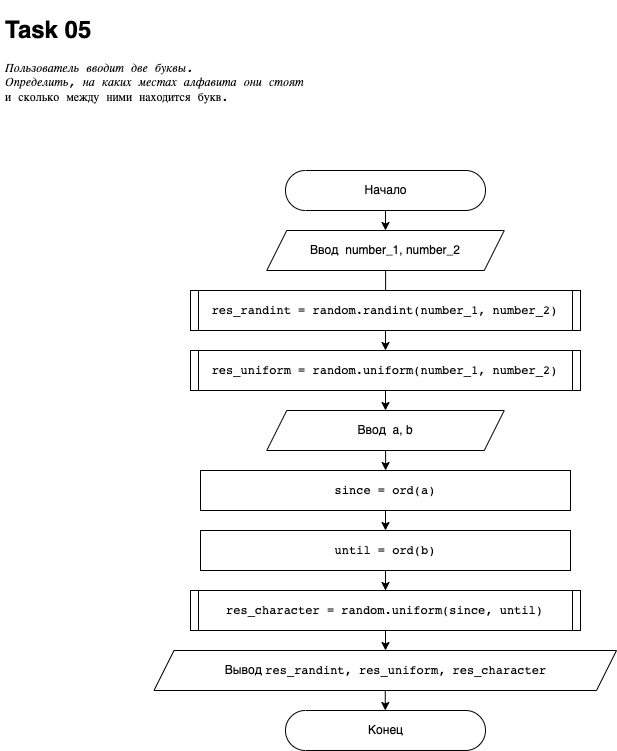 Task 05
Пользователь вводит две буквы.
Определить, на каких местах алфавита они стоят
и сколько между ними находится букв.
Начало
Ввод number_1, number_2
res_randint = random.randint(number_1, number_2)
res_uniform = random.uniform(number_1, number_2)
Ввод a, b
since = ord(a)
until = ord(b)
res_character = random.uniform(since, until)
Вывод res_randint, res_uniform, res_character
Конец